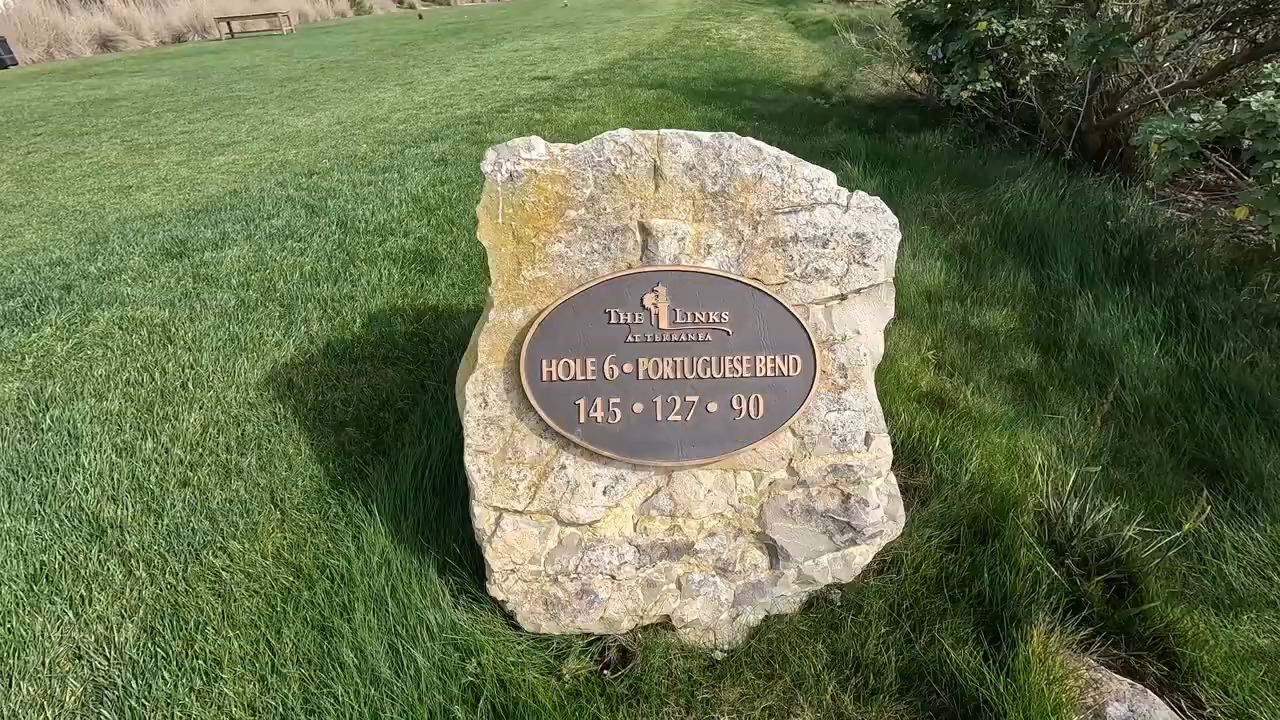 THE LINKS
AT TERRANEA
HOLE 6 • PORTUGUESE BEND
145 • 127 • 90